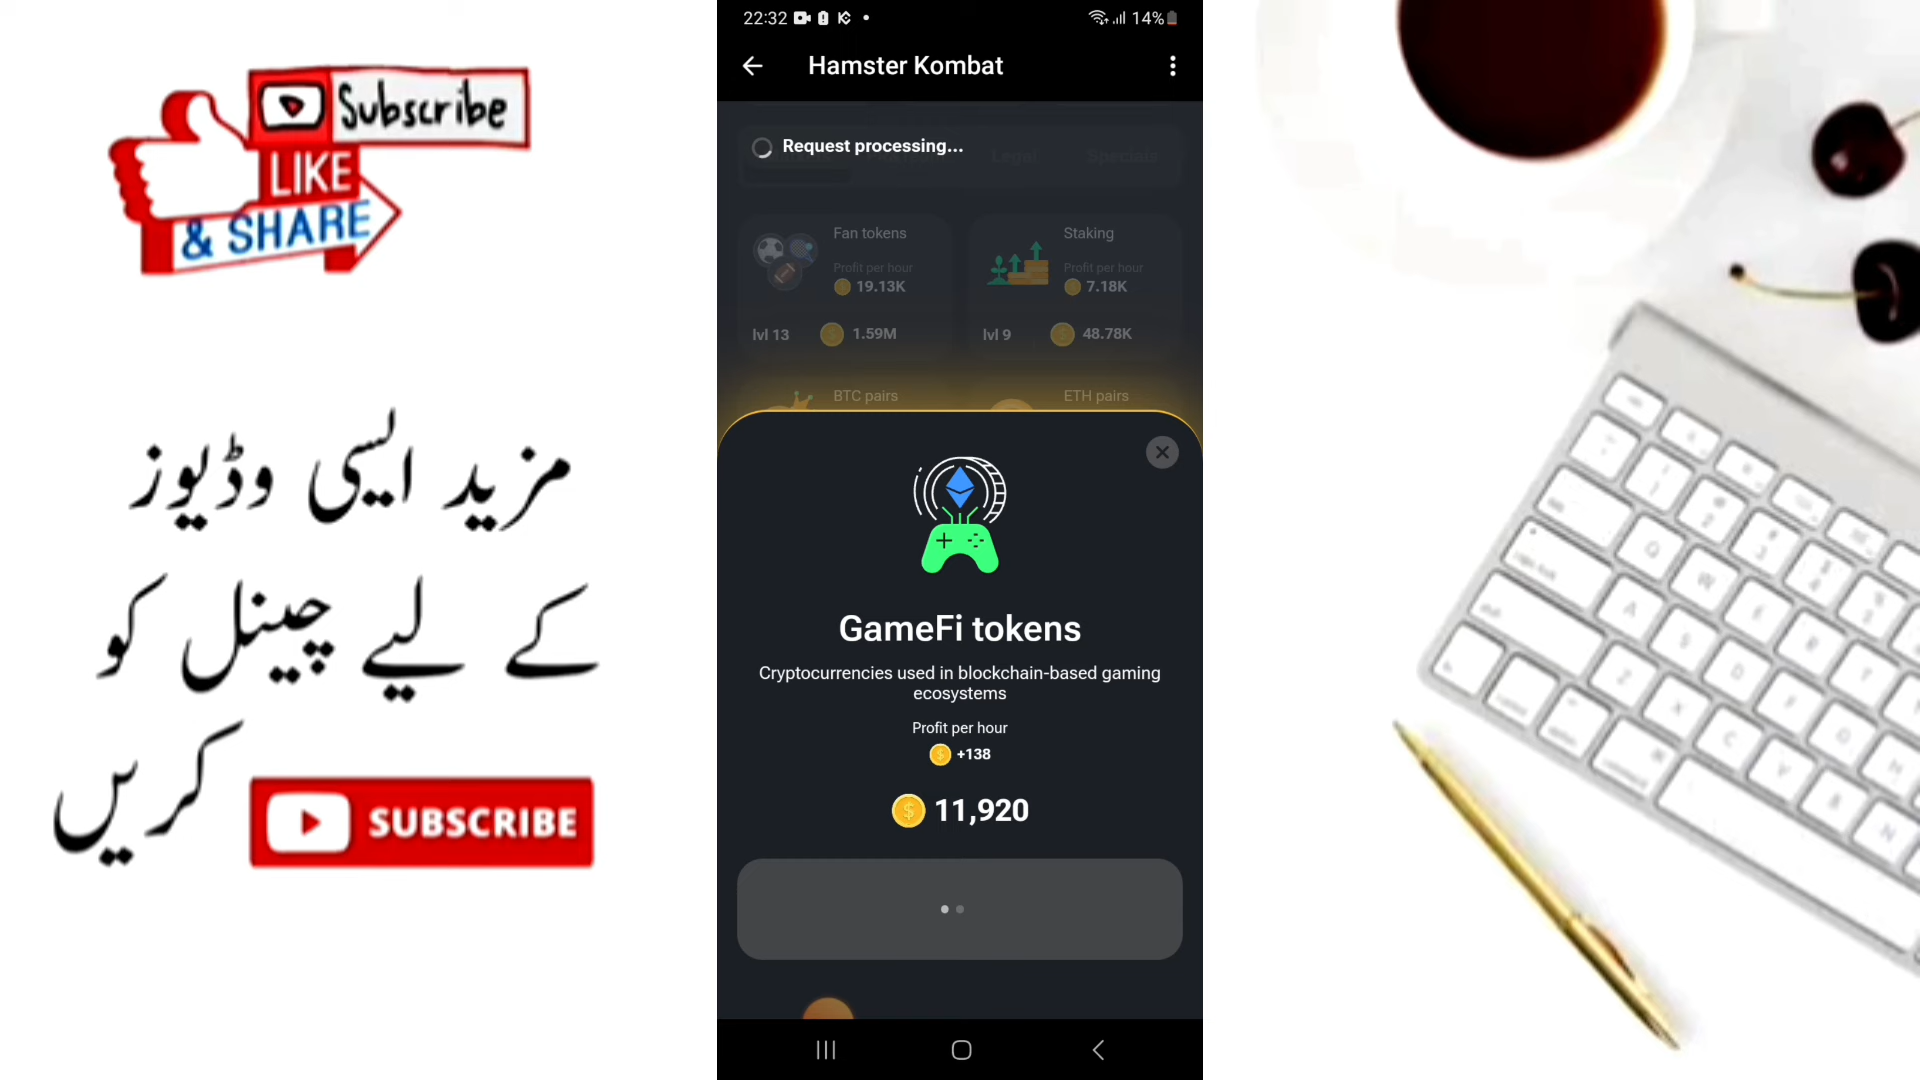 Subscribe
LIKE
& SHARE
مزید ایسی وڈیوز
کے لیے چینل کو
کریں
SUBSCRIBE
22:32
14%
Hamster Kombat
Request processing...
Legal
Specials
Fan tokens
Profit per hour
19.13K
lvl 13
1.59M
Staking
Profit per hour
7.18K
lvl 9
48.78K
BTC pairs
ETH pairs
GameFi tokens
Cryptocurrencies used in blockchain-based gaming
ecosystems
Profit per hour
+138
11,920